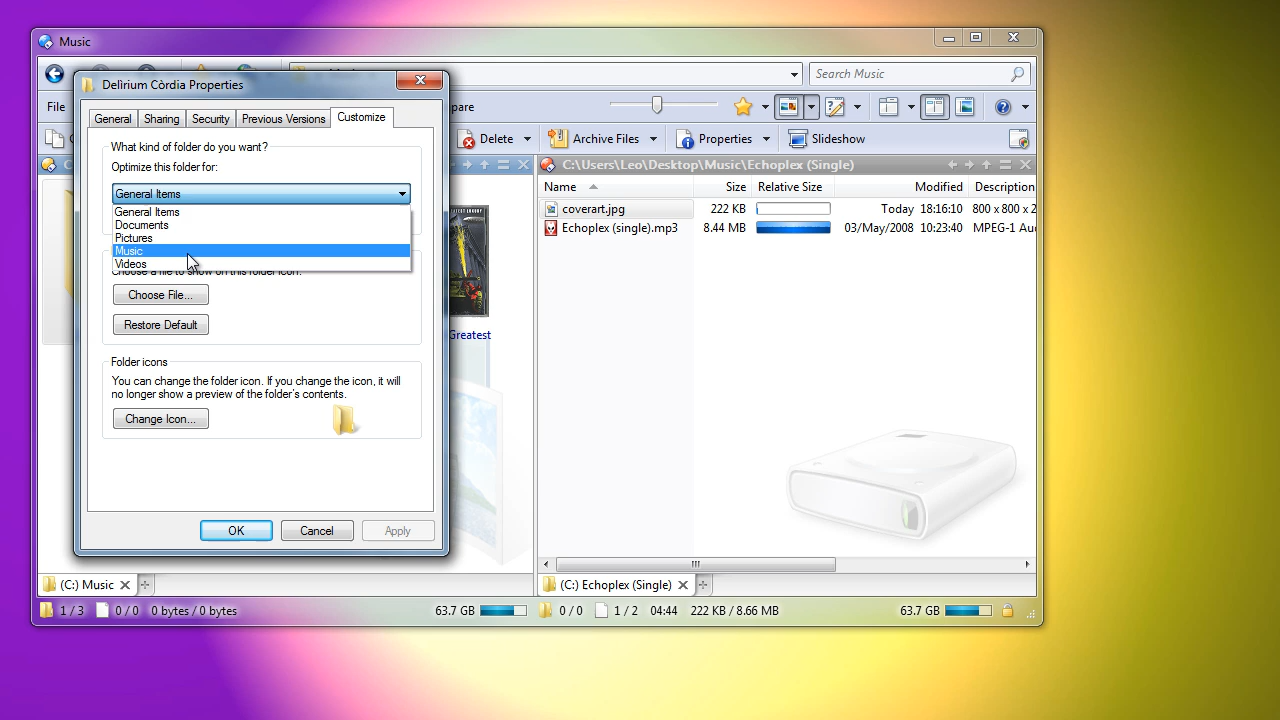 Music
Search Music
File
pare
Delete
Archive Files
Properties
Slideshow
C:\Users\Leo\Desktop\Music\Echoplex (Single)
Name
Size
Relative Size
Modified
Description
coverart.jpg
222 KB
Today 18:16:10
800 x 800 x 2
Echoplex (single).mp3
8.44 MB
03/May/2008 10:23:40
MPEG-1 Au
Greatest
Delìrium Còrdia Properties
General
Sharing
Security
Previous Versions
Customize
What kind of folder do you want?
Optimize this folder for:
General Items
General Items
Documents
Pictures
Music
Videos
Choose a file to show on this folder icon.
Choose File...
Restore Default
Folder icons
You can change the folder icon. If you change the icon, it will
no longer show a preview of the folder's contents.
Change Icon...
OK
Cancel
Apply
(C:) Music
(C:) Echoplex (Single)
1 / 3
0 / 0
0 bytes / 0 bytes
63.7 GB
0 / 0
1 / 2
04:44
222 KB / 8.66 MB
63.7 GB